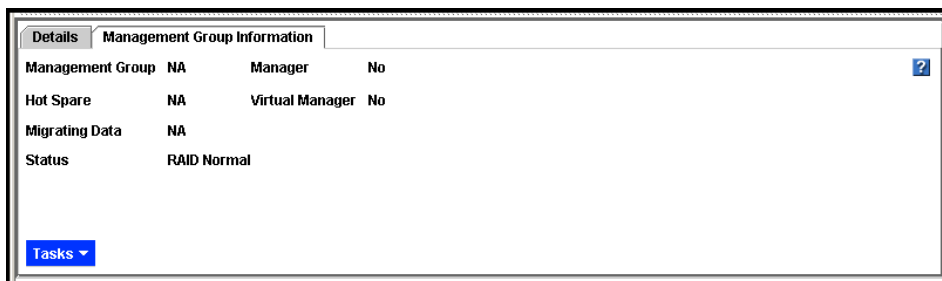 Details Management Group Information
Management Group NA Manager No
?
Hot Spare NA Virtual Manager No
Migrating Data NA
Status RAID Normal
Tasks